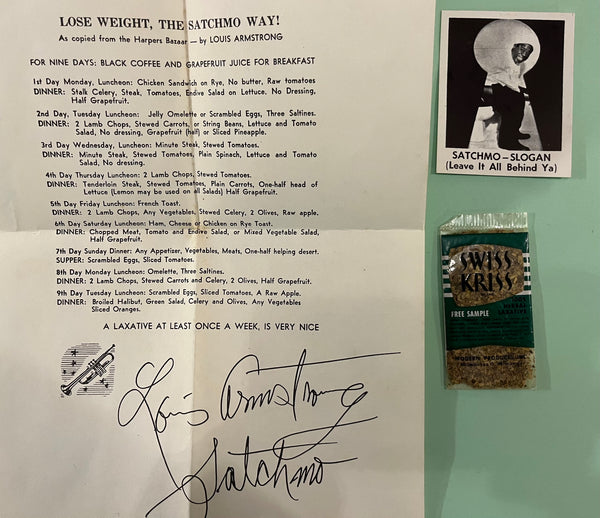 LOSE WEIGHT, THE SATCHMO WAY!
As copied from the Harpers Bazaar — by LOUIS ARMSTRONG
FOR NINE DAYS: BLACK COFFEE AND GRAPEFRUIT JUICE FOR BREAKFAST
1st Day Monday, Luncheon: Chicken Sandwich on Rye, No butter, Raw tomatoes
DINNER: Stalk Celery, Steak, Tomatoes, Endive Salad on Lettuce. No Dressing,
Half Grapefruit.
2nd Day, Tuesday Luncheon: Jelly Omelette or Scrambled Eggs, Three Saltines.
DINNER: 2 Lamb Chops, Stewed Carrots, or String Beans, Lettuce and Tomato
Salad, No dressing, Grapefruit (half) or Sliced Pineapple.
3rd Day Wednesday, Luncheon: Minute Steak, Stewed Tomatoes.
DINNER: Minute Steak, Stewed Tomatoes, Plain Spinach, Lettuce and Tomato
Salad, No dressing.
4th Day Thursday Luncheon: 2 Lamb Chops, Stewed Tomatoes.
DINNER: Tenderloin Steak, Stewed Tomatoes, Plain Carrots, One-half head of
Lettuce (Lemon may be used on all Salads) Half Grapefruit.
5th Day Friday Luncheon: French Toast.
DINNER: 2 Lamb Chops, Any Vegetables, Stewed Celery, 2 Olives, Raw apple.
6th Day Saturday Luncheon: Ham, Cheese or Chicken on Rye Toast.
DINNER: Chopped Meat, Tomato and Endive Salad, or Mixed Vegetable Salad,
Half Grapefruit.
7th Day Sunday Dinner: Any Appetizer, Vegetables, Meats, One-half helping desert.
SUPPER: Scrambled Eggs, Sliced Tomatoes.
8th Day Monday Luncheon: Omelette, Three Saltines.
DINNER: 2 Lamb Chops, Stewed Carrots and Celery, 2 Olives, Half Grapefruit.
9th Day Tuesday Luncheon: Scrambled Eggs, Sliced Tomatoes, A Raw Apple.
DINNER: Broiled Halibut, Green Salad, Celery and Olives, Any Vegetables
Sliced Oranges.
A LAXATIVE AT LEAST ONCE A WEEK, IS VERY NICE
Louis Armstrong
Satchmo
SATCHMO — SLOGAN
(Leave It All Behind Ya)
SWISS
KRISS
HERBAL
LAXATIVE
FREE SAMPLE
MODERN PRODUCTS, INC.